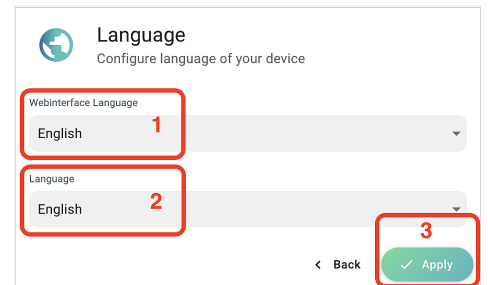 Language
Configure language of your device
Webinterface Language
English
1
Language
English
2
3
Back
Apply